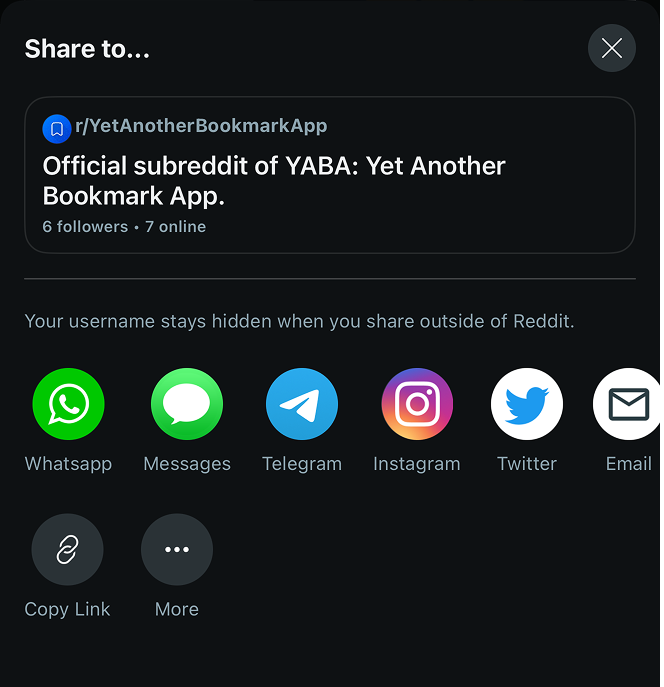 Share to...
r/YetAnotherBookmarkApp
Official subreddit of YABA: Yet Another
Bookmark App.
6 followers • 7 online
Your username stays hidden when you share outside of Reddit.
Whatsapp
Messages
Telegram
Instagram
Twitter
Email
Copy Link
More